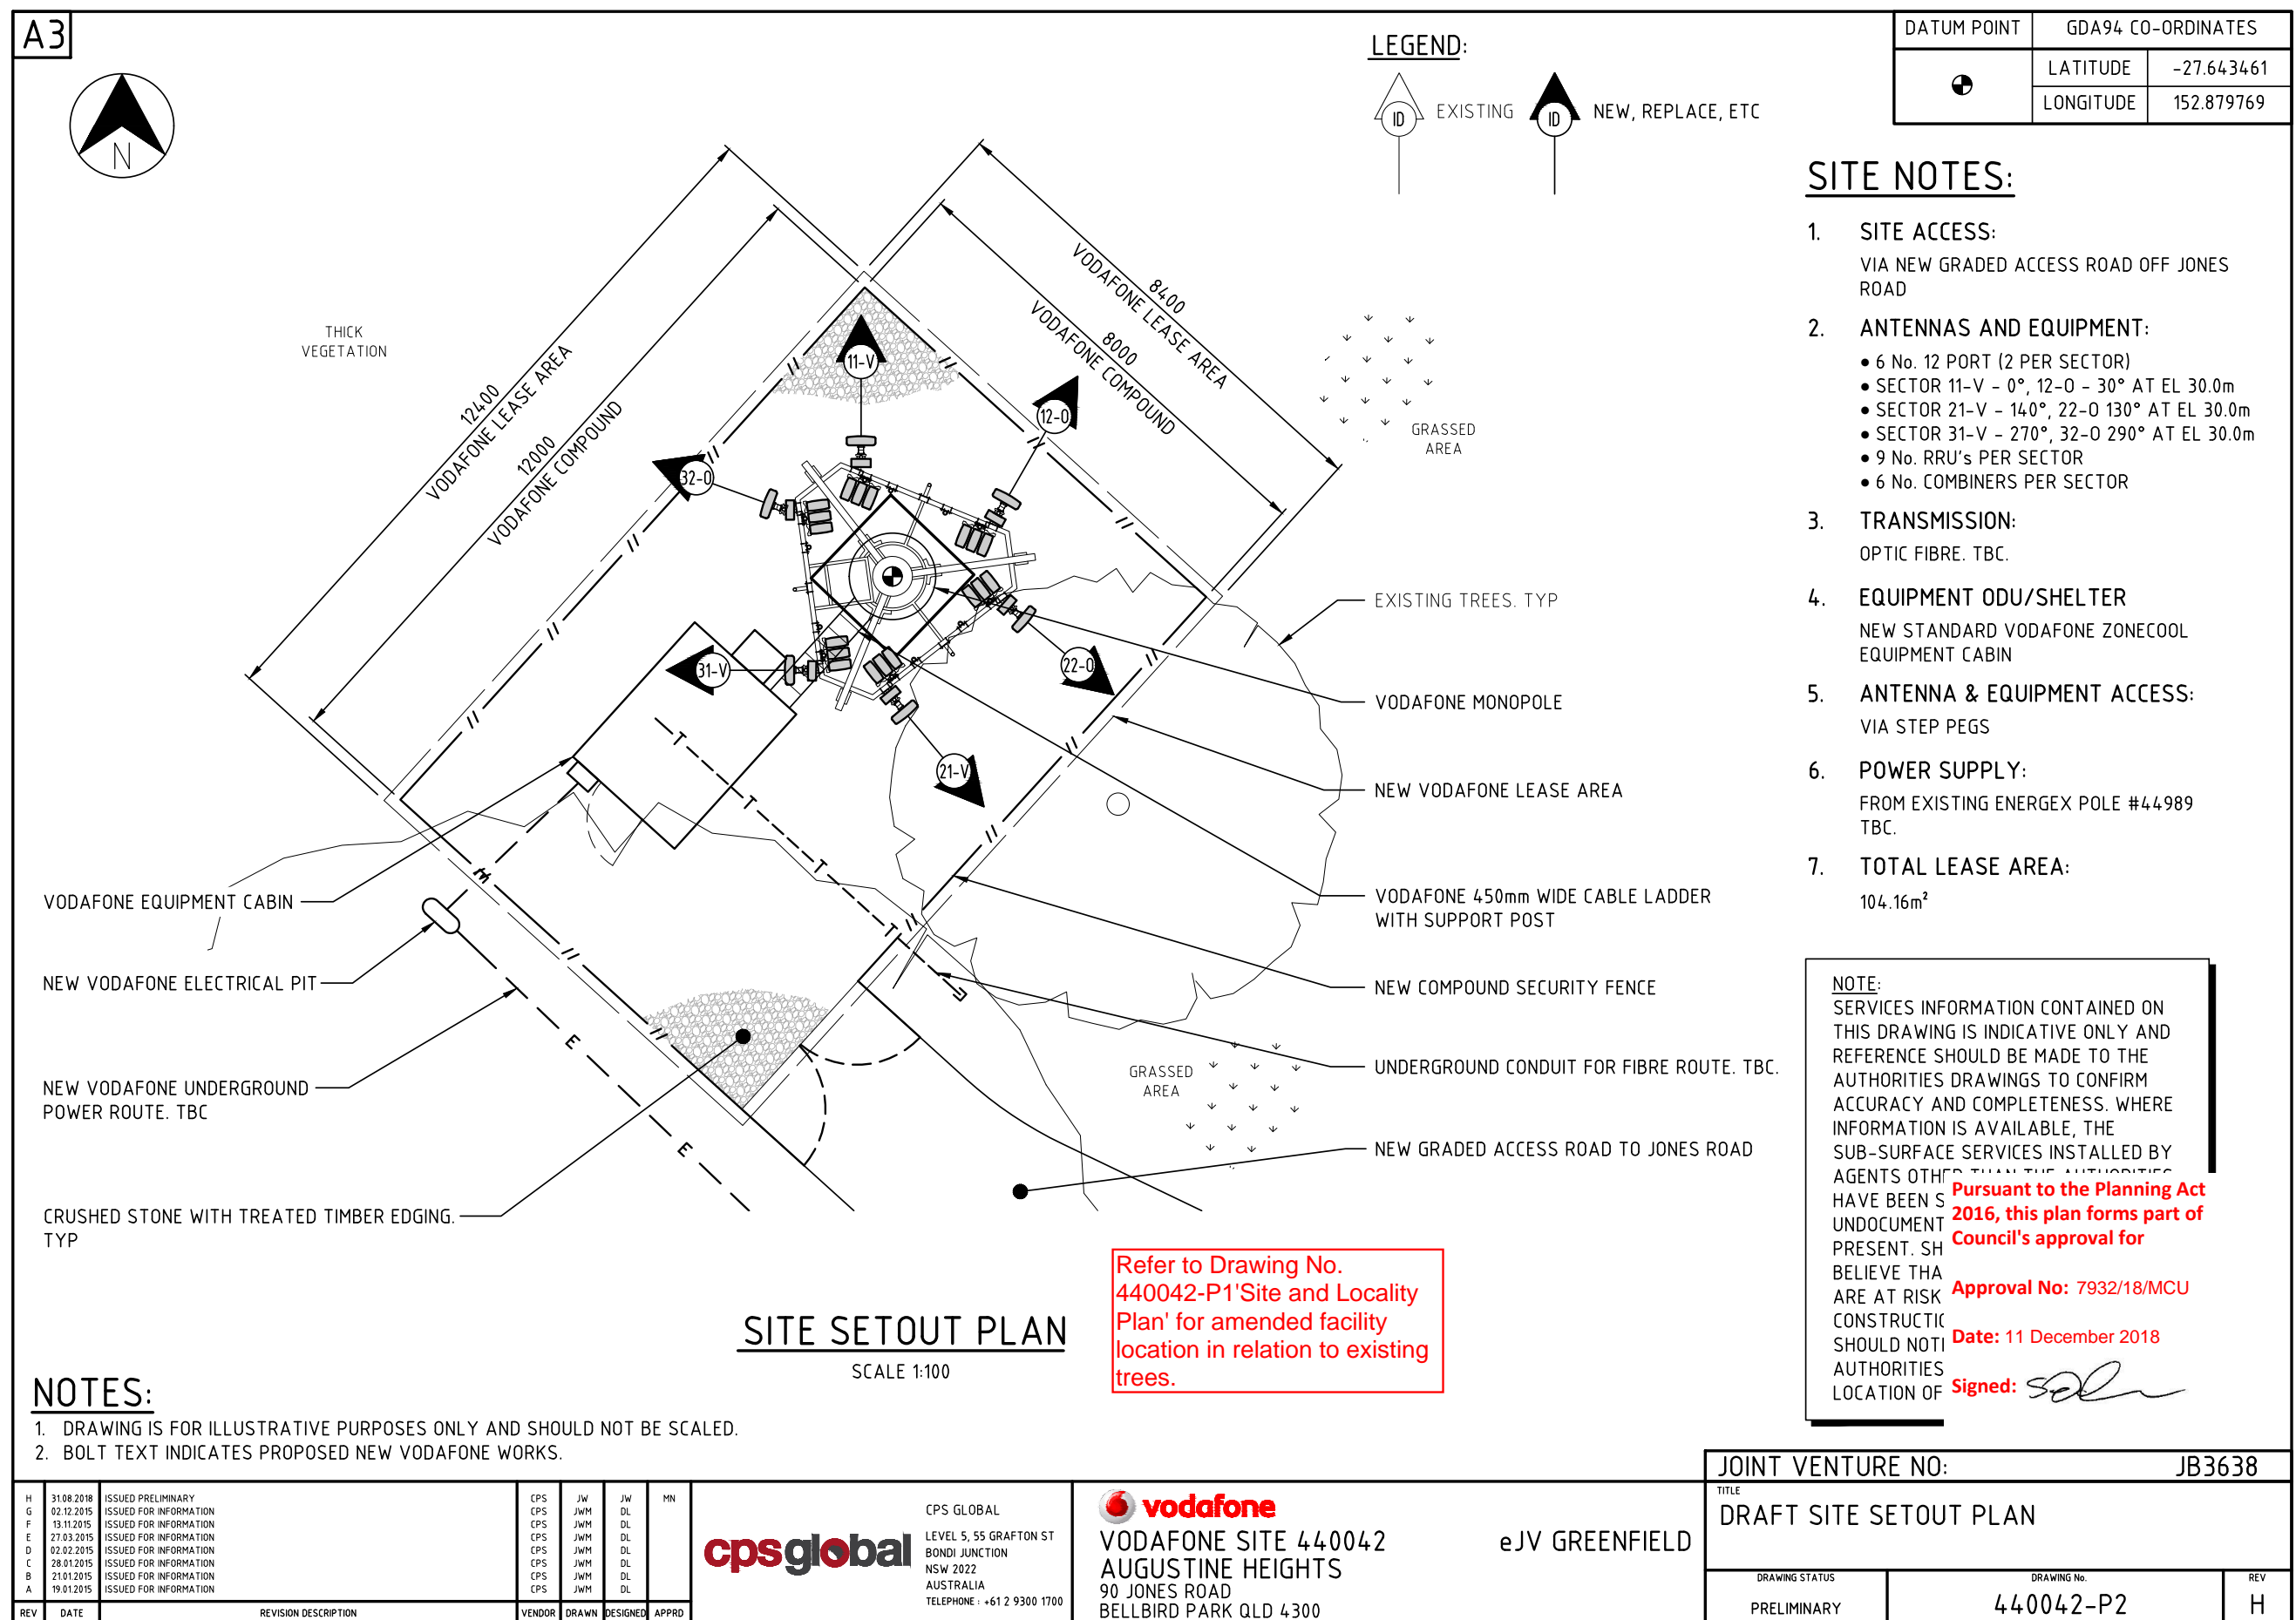 A3
N
LEGEND:
ID
EXISTING
ID
NEW, REPLACE, ETC
DATUM POINT
GDA94 CO-ORDINATES
LATITUDE
-27.643461
LONGITUDE
152.879769
THICK
VEGETATION
12400
VODAFONE LEASE AREA
12000
VODAFONE COMPOUND
8400
VODAFONE LEASE AREA
8000
VODAFONE COMPOUND
GRASSED
AREA
11-V
12-O
32-O
31-V
22-O
21-V
T
T
T
T
E
E
EXISTING TREES. TYP
VODAFONE MONOPOLE
NEW VODAFONE LEASE AREA
VODAFONE 450mm WIDE CABLE LADDER
WITH SUPPORT POST
NEW COMPOUND SECURITY FENCE
UNDERGROUND CONDUIT FOR FIBRE ROUTE. TBC.
NEW GRADED ACCESS ROAD TO JONES ROAD
GRASSED
AREA
VODAFONE EQUIPMENT CABIN
NEW VODAFONE ELECTRICAL PIT
NEW VODAFONE UNDERGROUND
POWER ROUTE. TBC
CRUSHED STONE WITH TREATED TIMBER EDGING.
TYP
SITE NOTES:
1. SITE ACCESS:
VIA NEW GRADED ACCESS ROAD OFF JONES
ROAD
2. ANTENNAS AND EQUIPMENT:
• 6 No. 12 PORT (2 PER SECTOR)
• SECTOR 11-V - 0°, 12-O - 30° AT EL 30.0m
• SECTOR 21-V - 140°, 22-O 130° AT EL 30.0m
• SECTOR 31-V - 270°, 32-O 290° AT EL 30.0m
• 9 No. RRU's PER SECTOR
• 6 No. COMBINERS PER SECTOR
3. TRANSMISSION:
OPTIC FIBRE. TBC.
4. EQUIPMENT ODU/SHELTER
NEW STANDARD VODAFONE ZONECOOL
EQUIPMENT CABIN
5. ANTENNA & EQUIPMENT ACCESS:
VIA STEP PEGS
6. POWER SUPPLY:
FROM EXISTING ENERGEX POLE #44989
TBC.
7. TOTAL LEASE AREA:
104.16m²
NOTE:
SERVICES INFORMATION CONTAINED ON
THIS DRAWING IS INDICATIVE ONLY AND
REFERENCE SHOULD BE MADE TO THE
AUTHORITIES DRAWINGS TO CONFIRM
ACCURACY AND COMPLETENESS. WHERE
INFORMATION IS AVAILABLE, THE
SUB-SURFACE SERVICES INSTALLED BY
AGENTS
HAVE BEEN
PRESENT.
BELIEVE
ARE AT RISK
AUTHORITIES
LOCATION OF
Pursuant to the Planning Act
2016, this plan forms part of
Council's approval for
Approval No: 7932/18/MCU
Date: 11 December 2018
Signed:
Refer to Drawing No.
440042-P1'Site and Locality
Plan' for amended facility
location in relation to existing
trees.
SITE SETOUT PLAN
SCALE 1:100
NOTES:
1. DRAWING IS FOR ILLUSTRATIVE PURPOSES ONLY AND SHOULD NOT BE SCALED.
2. BOLT TEXT INDICATES PROPOSED NEW VODAFONE WORKS.
H 31.08.2018 ISSUED PRELIMINARY CPS JW JW MN
G 02.12.2015 ISSUED FOR INFORMATION CPS JWM DL
F 13.11.2015 ISSUED FOR INFORMATION CPS JWM DL
E 27.03.2015 ISSUED FOR INFORMATION CPS JWM DL
D 02.02.2015 ISSUED FOR INFORMATION CPS JWM DL
C 28.01.2015 ISSUED FOR INFORMATION CPS JWM DL
B 21.01.2015 ISSUED FOR INFORMATION CPS JWM DL
A 19.01.2015 ISSUED FOR INFORMATION CPS JWM DL
REV DATE REVISION DESCRIPTION VENDOR DRAWN DESIGNED APPRD
cpsglobal
CPS GLOBAL
LEVEL 5, 55 GRAFTON ST
BONDI JUNCTION
NSW 2022
AUSTRALIA
TELEPHONE : +61 2 9300 1700
vodafone
VODAFONE SITE 440042
AUGUSTINE HEIGHTS
90 JONES ROAD
BELLBIRD PARK QLD 4300
eJV GREENFIELD
JOINT VENTURE NO: JB3638
TITLE
DRAFT SITE SETOUT PLAN
DRAWING STATUS
PRELIMINARY
DRAWING No.
440042-P2
REV
H